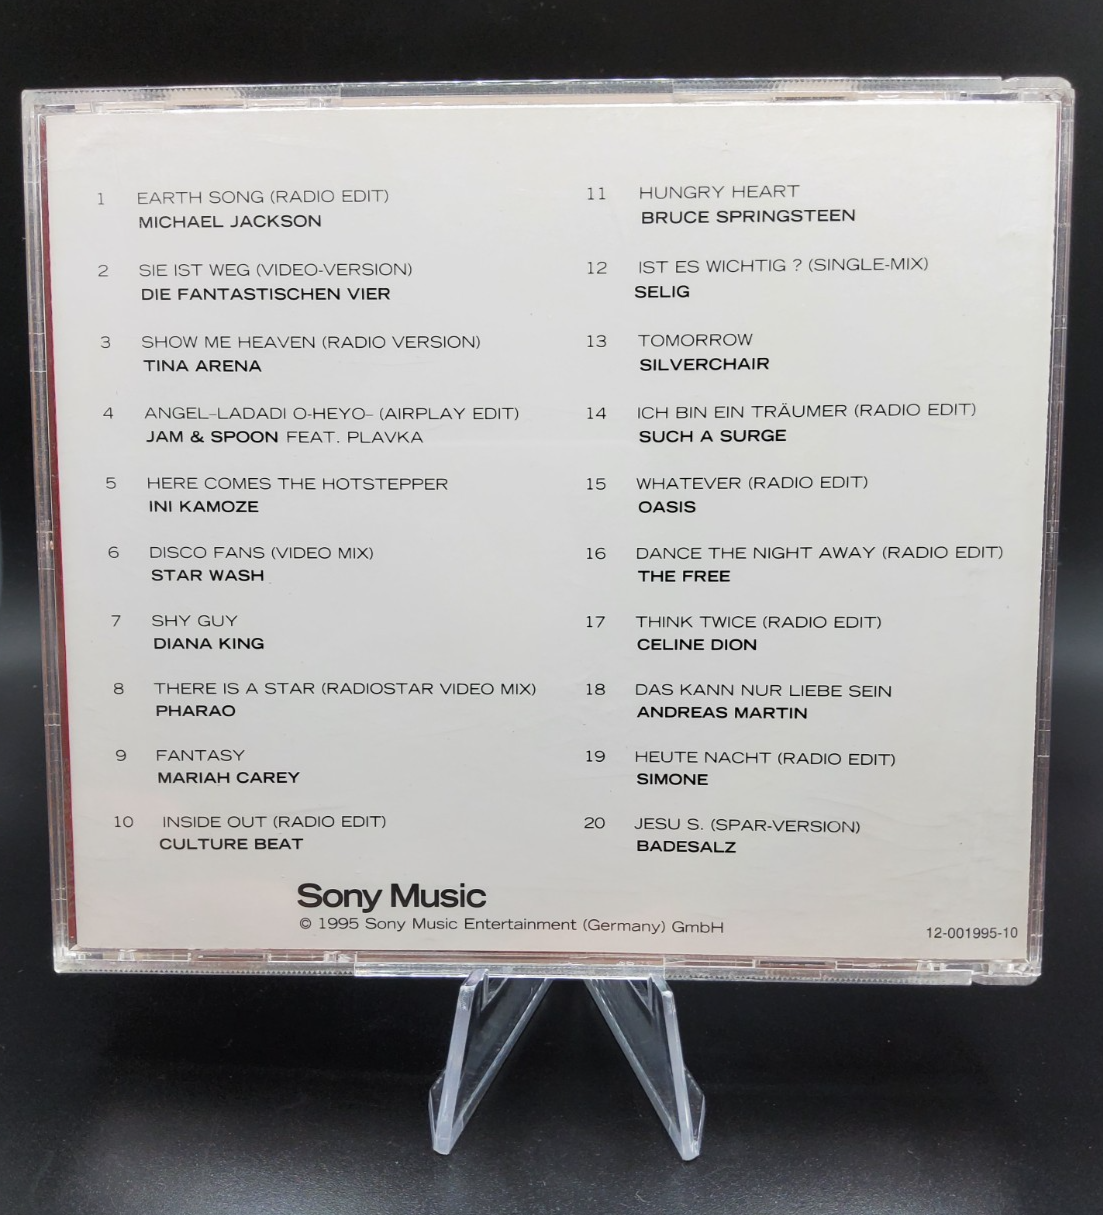 1 EARTH SONG (RADIO EDIT)
MICHAEL JACKSON
2 SIE IST WEG (VIDEO-VERSION)
DIE FANTASTISCHEN VIER
3 SHOW ME HEAVEN (RADIO VERSION)
TINA ARENA
4 ANGEL-LADADI O-HEYO- (AIRPLAY EDIT)
JAM & SPOON FEAT. PLAVKA
5 HERE COMES THE HOTSTEPPER
INI KAMOZE
6 DISCO FANS (VIDEO MIX)
STAR WASH
7 SHY GUY
DIANA KING
8 THERE IS A STAR (RADIOSTAR VIDEO MIX)
PHARAO
9 FANTASY
MARIAH CAREY
10 INSIDE OUT (RADIO EDIT)
CULTURE BEAT
11 HUNGRY HEART
BRUCE SPRINGSTEEN
12 IST ES WICHTIG ? (SINGLE-MIX)
SELIG
13 TOMORROW
SILVERCHAIR
14 ICH BIN EIN TRÄUMER (RADIO EDIT)
SUCH A SURGE
15 WHATEVER (RADIO EDIT)
OASIS
16 DANCE THE NIGHT AWAY (RADIO EDIT)
THE FREE
17 THINK TWICE (RADIO EDIT)
CELINE DION
18 DAS KANN NUR LIEBE SEIN
ANDREAS MARTIN
19 HEUTE NACHT (RADIO EDIT)
SIMONE
20 JESU S. (SPAR-VERSION)
BADESALZ
Sony Music
© 1995 Sony Music Entertainment (Germany) GmbH
12-001995-10